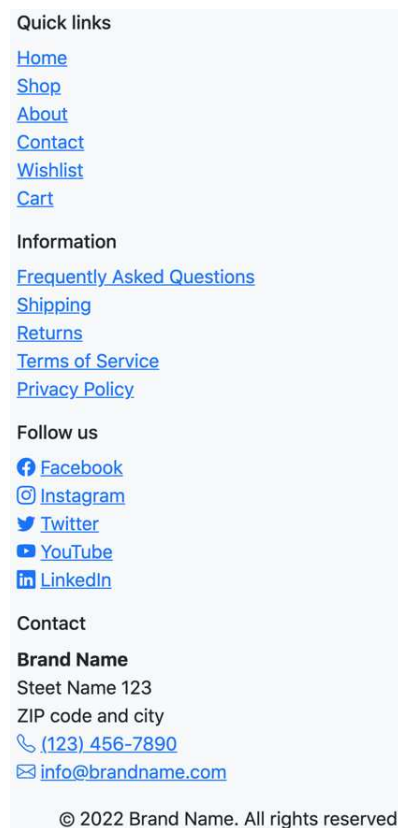 Quick links
Home
Shop
About
Contact
Wishlist
Cart
Information
Frequently Asked Questions
Shipping
Returns
Terms of Service
Privacy Policy
Follow us
Facebook
Instagram
Twitter
YouTube
LinkedIn
Contact
Brand Name
Steet Name 123
ZIP code and city
(123) 456-7890
info@brandname.com
© 2022 Brand Name. All rights reserved